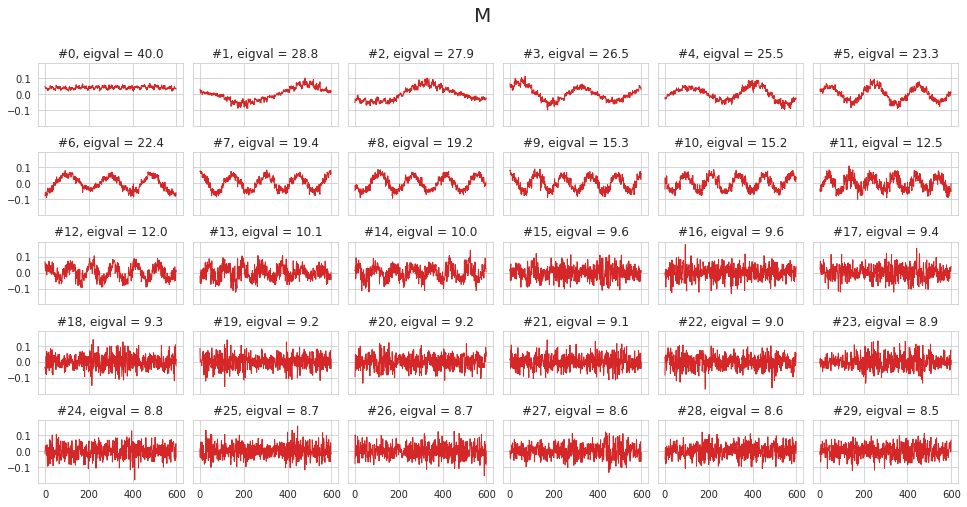 M
#0, eigval = 40.0 #1, eigval = 28.8 #2, eigval = 27.9 #3, eigval = 26.5 #4, eigval = 25.5 #5, eigval = 23.3
0.1
0.0
−0.1
#6, eigval = 22.4 #7, eigval = 19.4 #8, eigval = 19.2 #9, eigval = 15.3 #10, eigval = 15.2 #11, eigval = 12.5
0.1
0.0
−0.1
#12, eigval = 12.0 #13, eigval = 10.1 #14, eigval = 10.0 #15, eigval = 9.6 #16, eigval = 9.6 #17, eigval = 9.4
0.1
0.0
−0.1
#18, eigval = 9.3 #19, eigval = 9.2 #20, eigval = 9.2 #21, eigval = 9.1 #22, eigval = 9.0 #23, eigval = 8.9
0.1
0.0
−0.1
#24, eigval = 8.8 #25, eigval = 8.7 #26, eigval = 8.7 #27, eigval = 8.6 #28, eigval = 8.6 #29, eigval = 8.5
0.1
0.0
−0.1
0 200 400 600 0 200 400 600 0 200 400 600 0 200 400 600 0 200 400 600 0 200 400 600